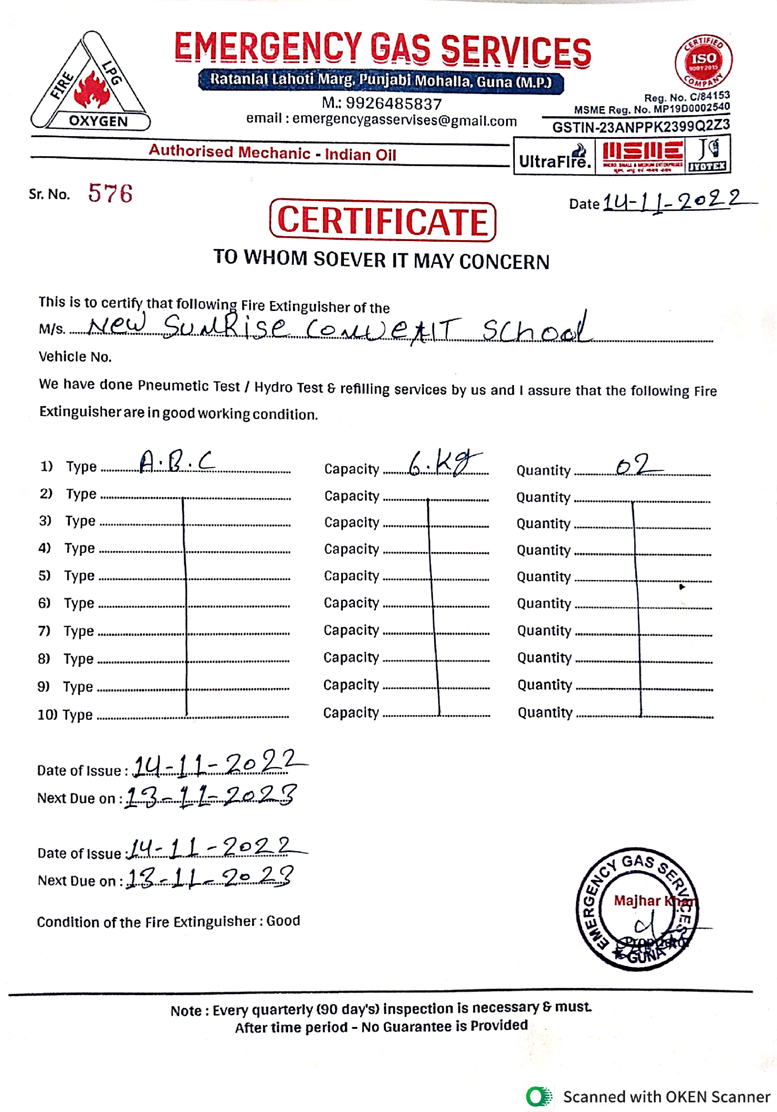 EMERGENCY GAS SERVICES
FIRE LPG OXYGEN
Ratanlal Lahoti Marg, Punjabi Mohalla, Guna (M.P.)
M.: 9926485837
email : emergencygasservises@gmail.com
CERTIFIED
ISO
9001:2015
COMPANY
Reg. No. C/84153
MSME Reg. No. MP19D0002540
GSTIN-23ANPPK2399Q2Z3
Authorised Mechanic - Indian Oil
UltraFire.
MSME
MICRO SMALL & MEDIUM ENTERPRISES
JYOTEX
Sr. No. 576
Date 14-11-2022
CERTIFICATE
TO WHOM SOEVER IT MAY CONCERN
This is to certify that following Fire Extinguisher of the
M/s. New SunRise Convent School
Vehicle No.
We have done Pneumetic Test / Hydro Test & refilling services by us and I assure that the following Fire
Extinguisher are in good working condition.
1) Type A.B.C Capacity 6.Kg Quantity 02
2) Type Capacity Quantity
3) Type Capacity Quantity
4) Type Capacity Quantity
5) Type Capacity Quantity
6) Type Capacity Quantity
7) Type Capacity Quantity
8) Type Capacity Quantity
9) Type Capacity Quantity
10) Type Capacity Quantity
Date of Issue : 14-11-2022
Next Due on : 13-11-2023
Date of Issue : 14-11-2022
Next Due on : 13-11-2023
Condition of the Fire Extinguisher : Good
EMERGENCY GAS SERVICES
Majhar Khan
Proprietor
GUNA
Note : Every quarterly (90 day's) inspection is necessary & must.
After time period - No Guarantee is Provided
Scanned with OKEN Scanner